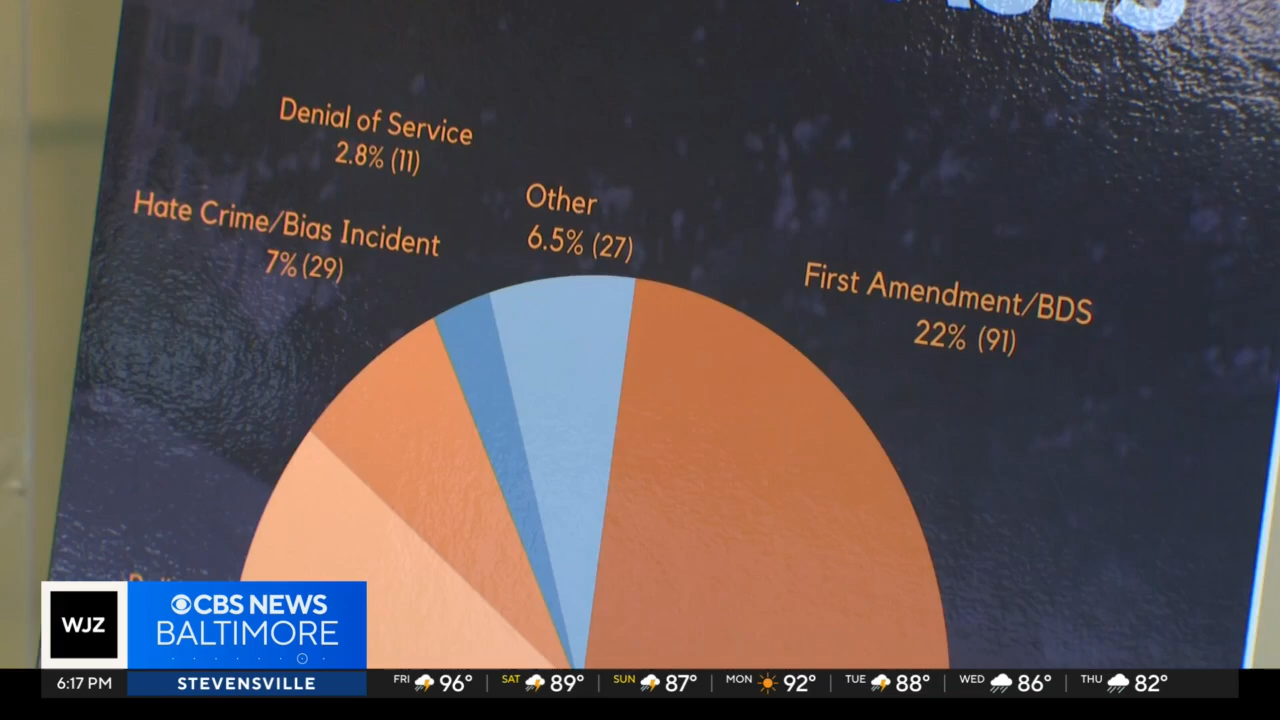 Denial of Service
2.8% (11)
Other
6.5% (27)
Hate Crime/Bias Incident
7% (29)
First Amendment/BDS
22% (91)
WJZ
CBS NEWS
BALTIMORE
6:17 PM
STEVENSVILLE
FRI 96° SAT 89° SUN 87° MON 92° TUE 88° WED 86° THU 82°